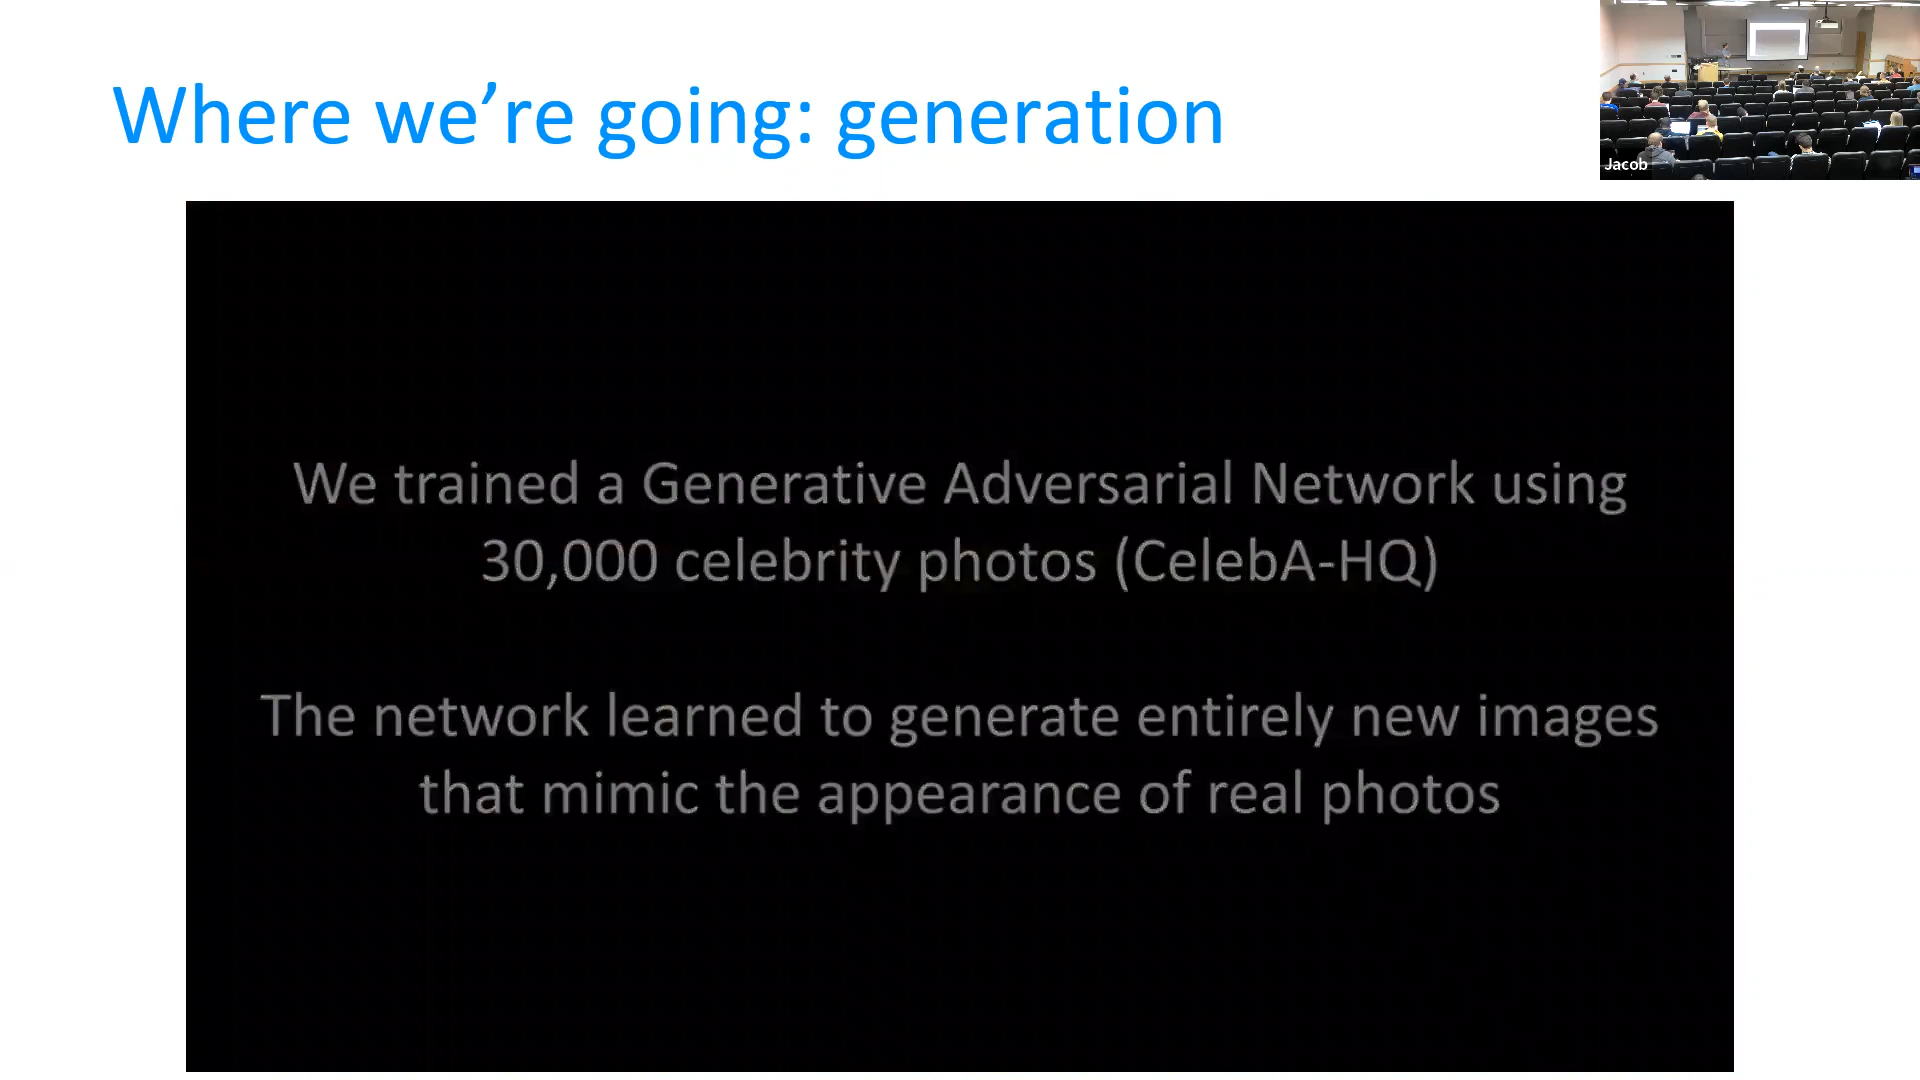 Where we’re going: generation
Jacob
We trained a Generative Adversarial Network using
30,000 celebrity photos (CelebA-HQ)
The network learned to generate entirely new images
that mimic the appearance of real photos